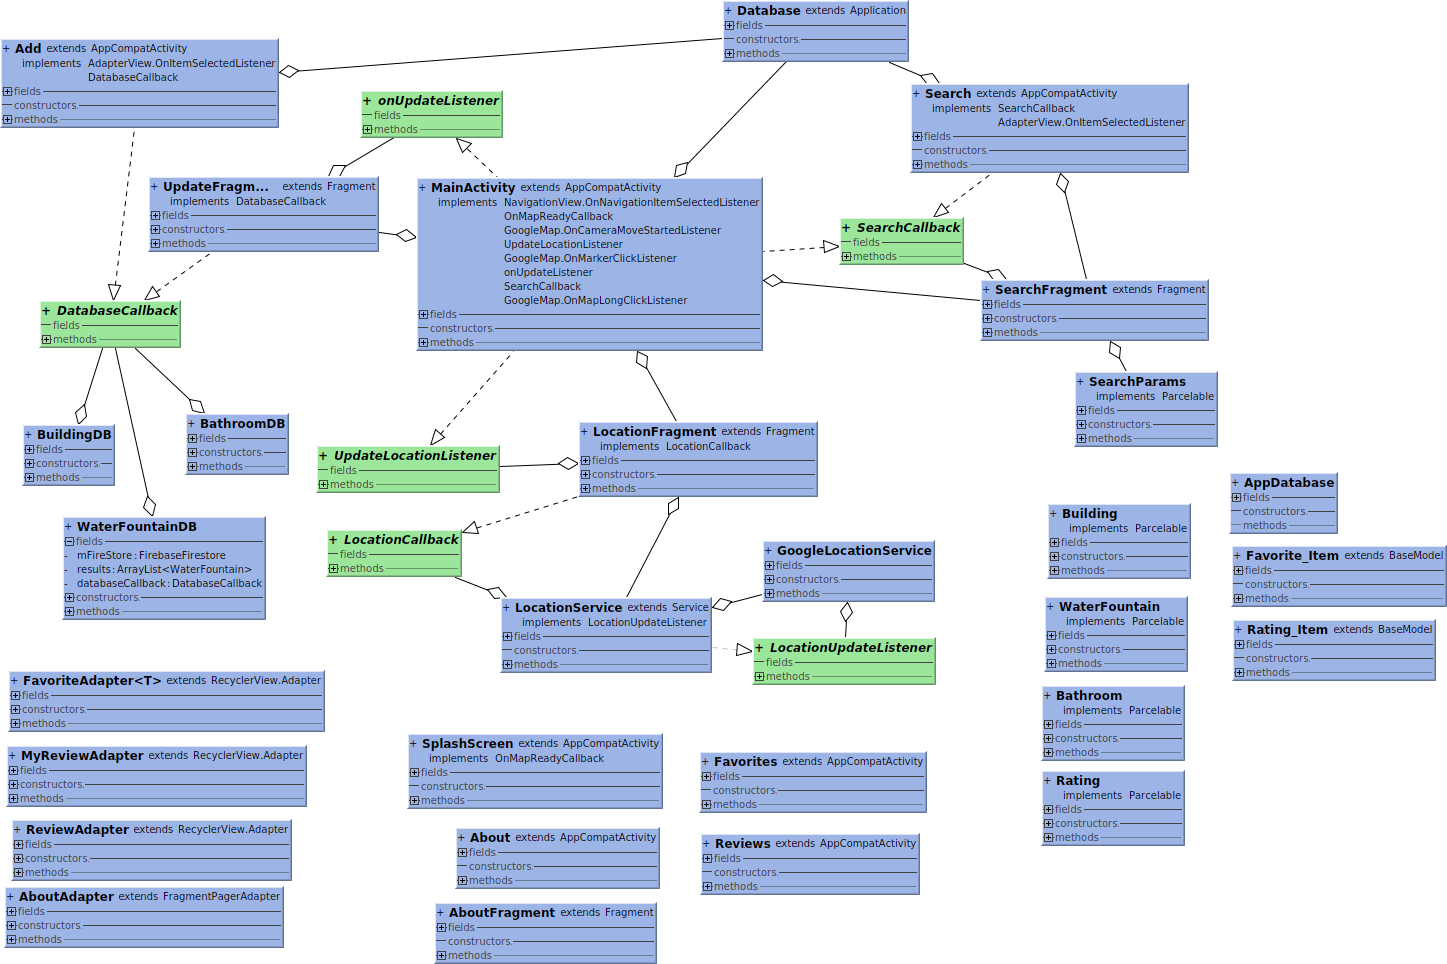 + Database extends Application
fields
constructors.
methods
+ Add extends AppCompatActivity
implements AdapterView.OnItemSelectedListener
DatabaseCallback
fields
constructors.
methods
+ onUpdateListener
fields
methods
+ Search extends AppCompatActivity
implements SearchCallback
AdapterView.OnItemSelectedListener
fields
constructors.
methods
+ UpdateFragm... extends Fragment
implements DatabaseCallback
fields
constructors.
methods
+ MainActivity extends AppCompatActivity
implements NavigationView.OnNavigationItemSelectedListener
OnMapReadyCallback
GoogleMap.OnCameraMoveStartedListener
UpdateLocationListener
GoogleMap.OnMarkerClickListener
onUpdateListener
SearchCallback
GoogleMap.OnMapLongClickListener
fields
constructors.
methods
+ SearchCallback
fields
methods
+ SearchFragment extends Fragment
fields
constructors.
methods
+ DatabaseCallback
fields
methods
+ SearchParams
implements Parcelable
fields
constructors.
methods
+ BuildingDB
fields
constructors.
methods
+ BathroomDB
fields
constructors.
methods
+ UpdateLocationListener
fields
methods
+ LocationFragment extends Fragment
implements LocationCallback
fields
constructors.
methods
+ WaterFountainDB
fields
- mFireStore : FirebaseFirestore
- results : ArrayList<WaterFountain>
- databaseCallback : DatabaseCallback
constructors.
methods
+ LocationCallback
fields
methods
+ GoogleLocationService
fields
constructors.
methods
+ LocationService extends Service
implements LocationUpdateListener
fields
constructors.
methods
+ LocationUpdateListener
fields
methods
+ Building
implements Parcelable
fields
constructors.
methods
+ AppDatabase
fields
constructors.
methods
+ Favorite_Item extends BaseModel
fields
constructors.
methods
+ WaterFountain
implements Parcelable
fields
constructors.
methods
+ Rating_Item extends BaseModel
fields
constructors.
methods
+ Bathroom
implements Parcelable
fields
constructors.
methods
+ Rating
implements Parcelable
fields
constructors.
methods
+ FavoriteAdapter<T> extends RecyclerView.Adapter
fields
constructors.
methods
+ MyReviewAdapter extends RecyclerView.Adapter
fields
constructors.
methods
+ ReviewAdapter extends RecyclerView.Adapter
fields
constructors.
methods
+ AboutAdapter extends FragmentPagerAdapter
fields
constructors.
methods
+ SplashScreen extends AppCompatActivity
implements OnMapReadyCallback
fields
constructors.
methods
+ Favorites extends AppCompatActivity
fields
constructors.
methods
+ About extends AppCompatActivity
fields
constructors.
methods
+ Reviews extends AppCompatActivity
fields
constructors.
methods
+ AboutFragment extends Fragment
fields
constructors.
methods